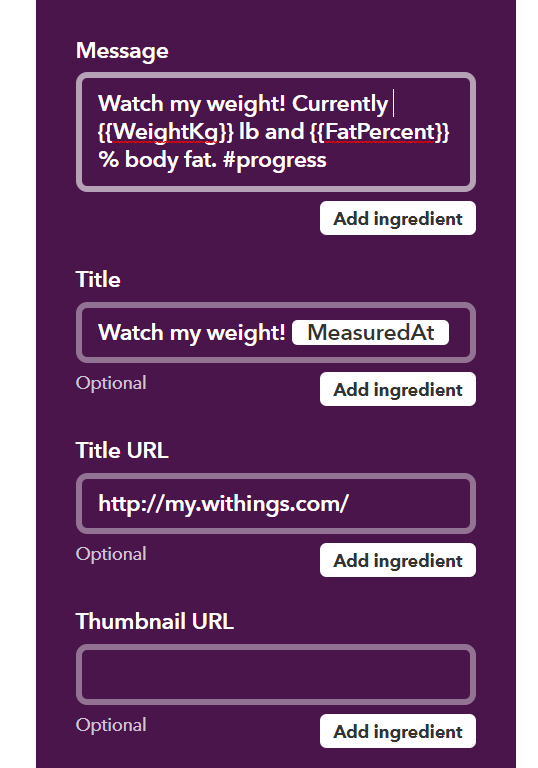 Message
Watch my weight! Currently
{{WeightKg}} lb and {{FatPercent}}
% body fat. #progress
Add ingredient
Title
Watch my weight! MeasuredAt
Optional
Add ingredient
Title URL
http://my.withings.com/
Optional
Add ingredient
Thumbnail URL
Optional
Add ingredient